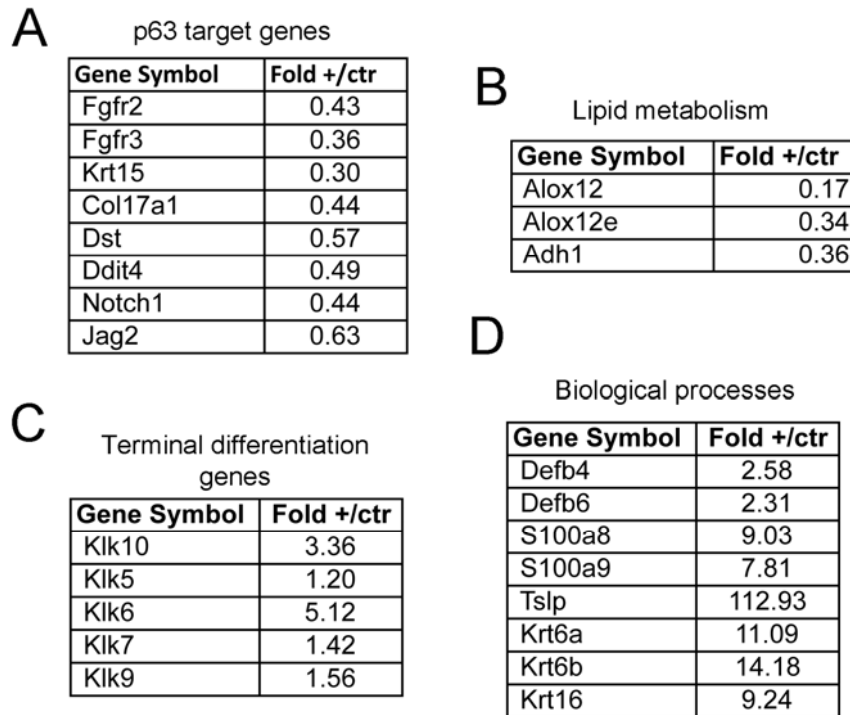 A
p63 target genes
Gene Symbol Fold +/ctr
Fgfr2 0.43
Fgfr3 0.36
Krt15 0.30
Col17a1 0.44
Dst 0.57
Ddit4 0.49
Notch1 0.44
Jag2 0.63
B
Lipid metabolism
Gene Symbol Fold +/ctr
Alox12 0.17
Alox12e 0.34
Adh1 0.36
C
Terminal differentiation
genes
Gene Symbol Fold +/ctr
Klk10 3.36
Klk5 1.20
Klk6 5.12
Klk7 1.42
Klk9 1.56
D
Biological processes
Gene Symbol Fold +/ctr
Defb4 2.58
Defb6 2.31
S100a8 9.03
S100a9 7.81
Tslp 112.93
Krt6a 11.09
Krt6b 14.18
Krt16 9.24